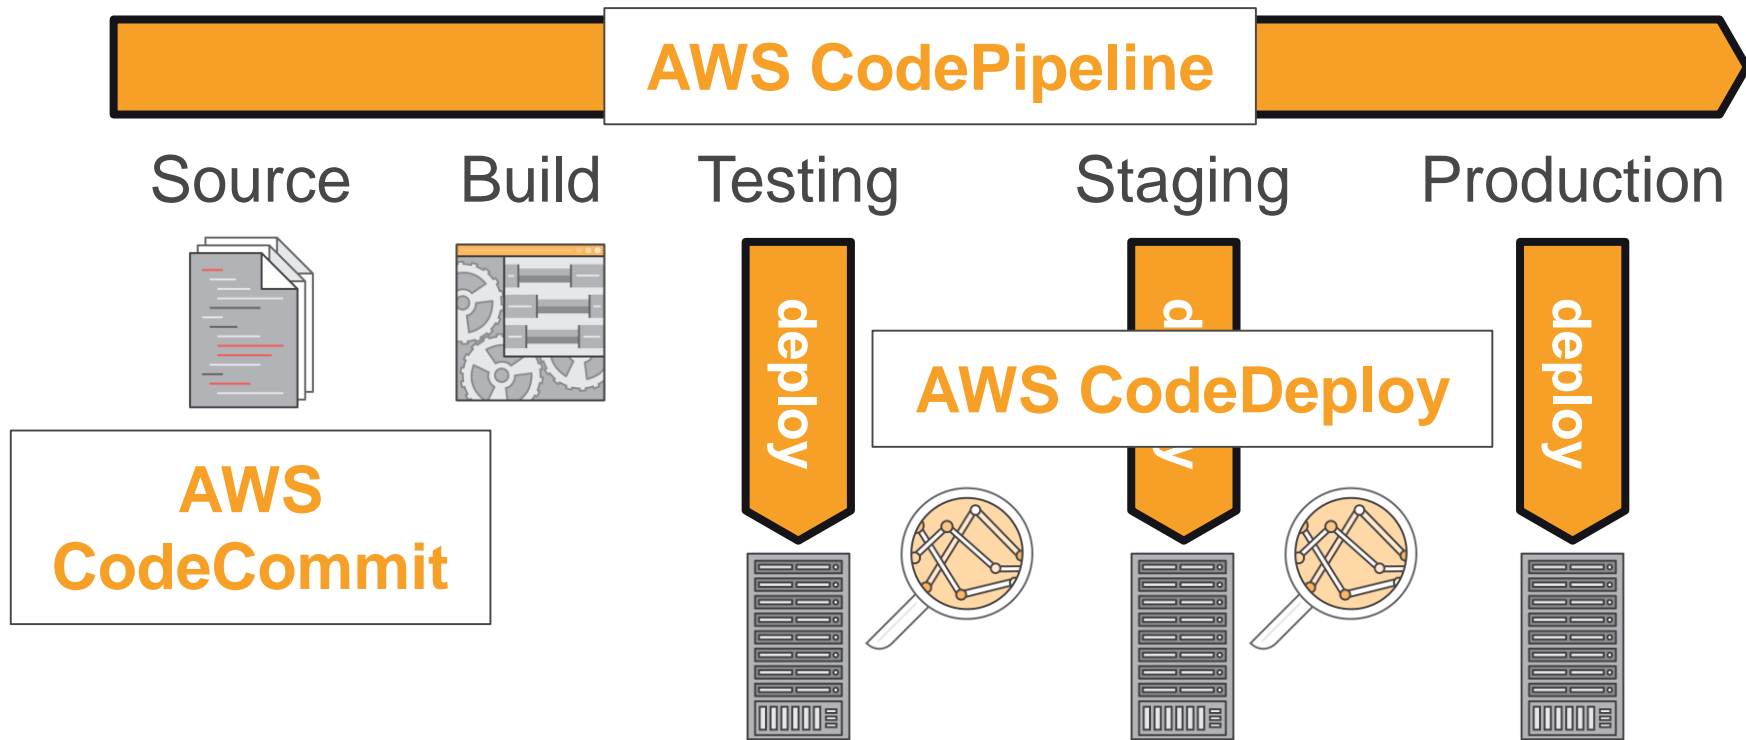 AWS CodePipeline
Source
Build
Testing
Staging
Production
deploy
deploy
AWS CodeDeploy
AWS
CodeCommit